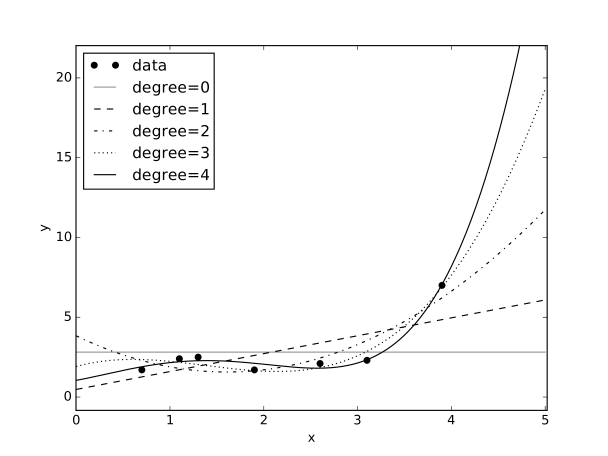 data
degree=0
degree=1
degree=2
degree=3
degree=4
20
15
10
5
0
y
0 1 2 3 4 5
x